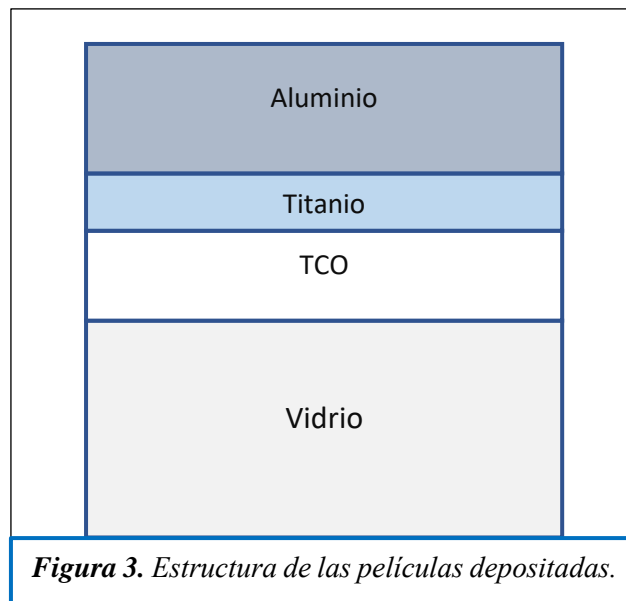 Aluminio
Titanio
TCO
Vidrio
Figura 3. Estructura de las películas depositadas.